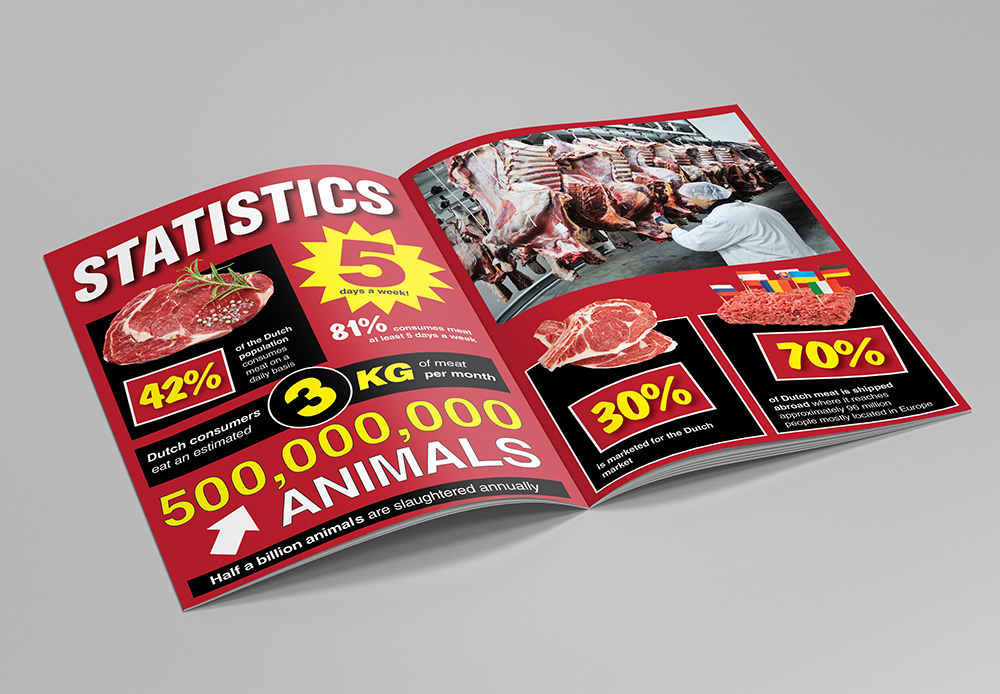 STATISTICS
5
days a week!
81% consumes meat
at least 5 days a week
of the Dutch
population
consumes
meat on a
daily basis
42%
Dutch consumers
eat an estimated
3
KG
of meat
per month
500,000,000
ANIMALS
Half a billion animals are slaughtered annually
30%
is marketed for the Dutch
market
70%
of Dutch meat is shipped
abroad where it reaches
approximately 96 million
people mostly located in Europe